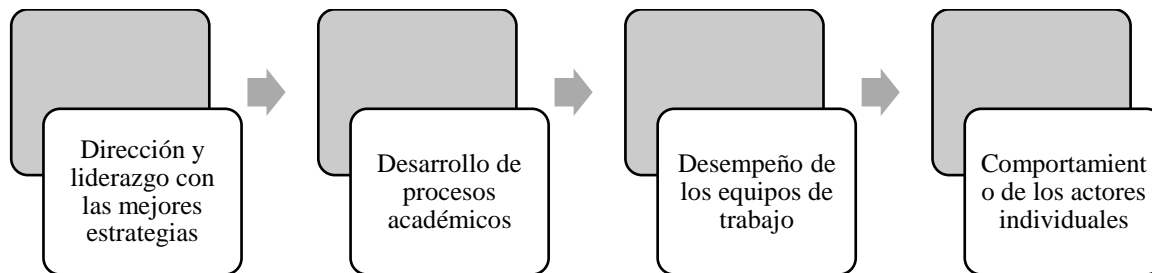 Dirección y
liderazgo con
las mejores
estrategias
Desarrollo de
procesos
académicos
Desempeño de
los equipos de
trabajo
Comportamient
o de los actores
individuales